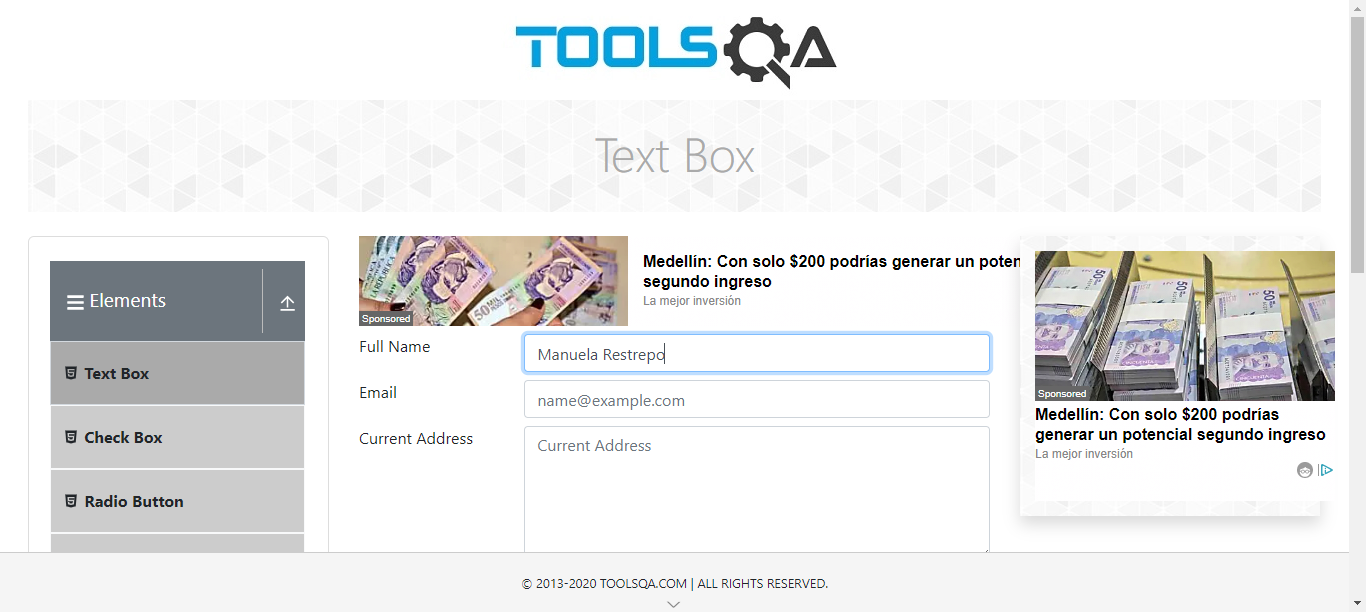 TOOLSQA
Text Box
Elements
Text Box
Check Box
Radio Button
Sponsored
Medellín: Con solo $200 podrías generar un poten
segundo ingreso
La mejor inversión
Full Name
Manuela Restrepo
Email
name@example.com
Current Address
Current Address
Sponsored
Medellín: Con solo $200 podrías
generar un potencial segundo ingreso
La mejor inversión
© 2013-2020 TOOLSQA.COM | ALL RIGHTS RESERVED.